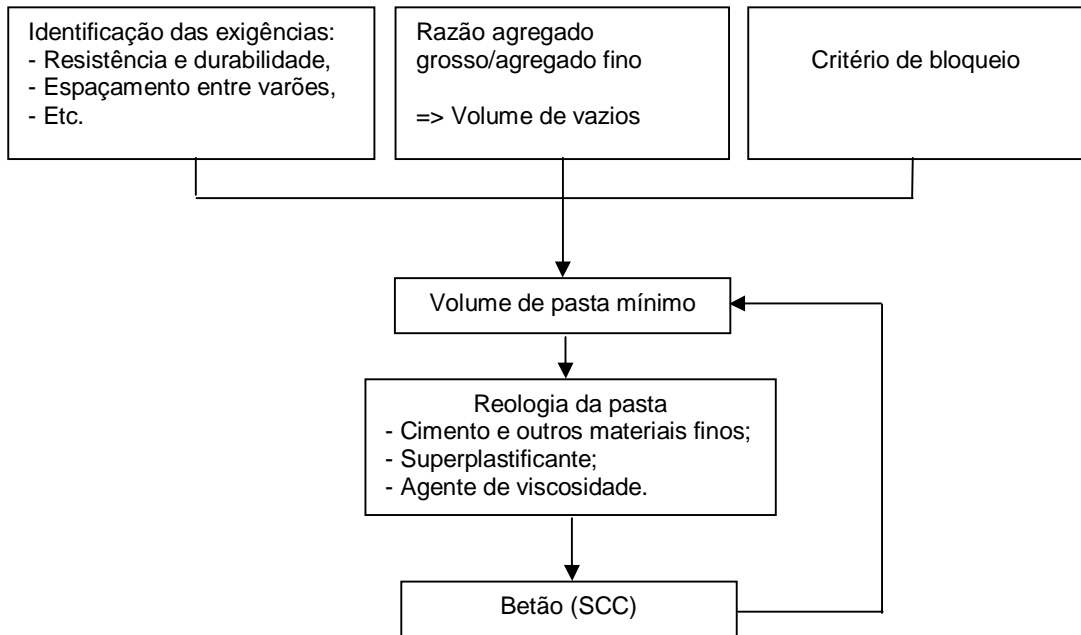 Identificação das exigências:
- Resistência e durabilidade,
- Espaçamento entre varões,
- Etc.
Razão agregado
grosso/agregado fino
=> Volume de vazios
Critério de bloqueio
Volume de pasta mínimo
Reologia da pasta
- Cimento e outros materiais finos;
- Superplastificante;
- Agente de viscosidade.
Betão (SCC)